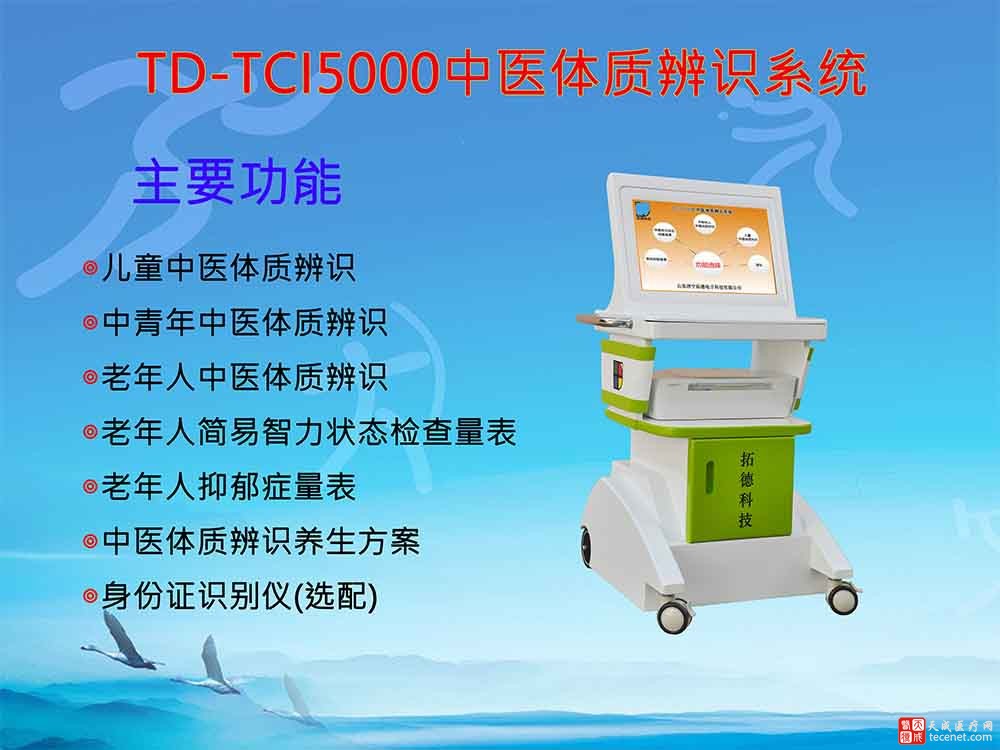 TD-TCI5000中医体质辨识系统
主要功能
儿童中医体质辨识
中青年中医体质辨识
老年人中医体质辨识
老年人简易智力状态检查量表
老年人抑郁症量表
中医体质辨识养生方案
身份证识别仪(选配)
功能选择
拓德科技
天成医疗网
tecenet.com